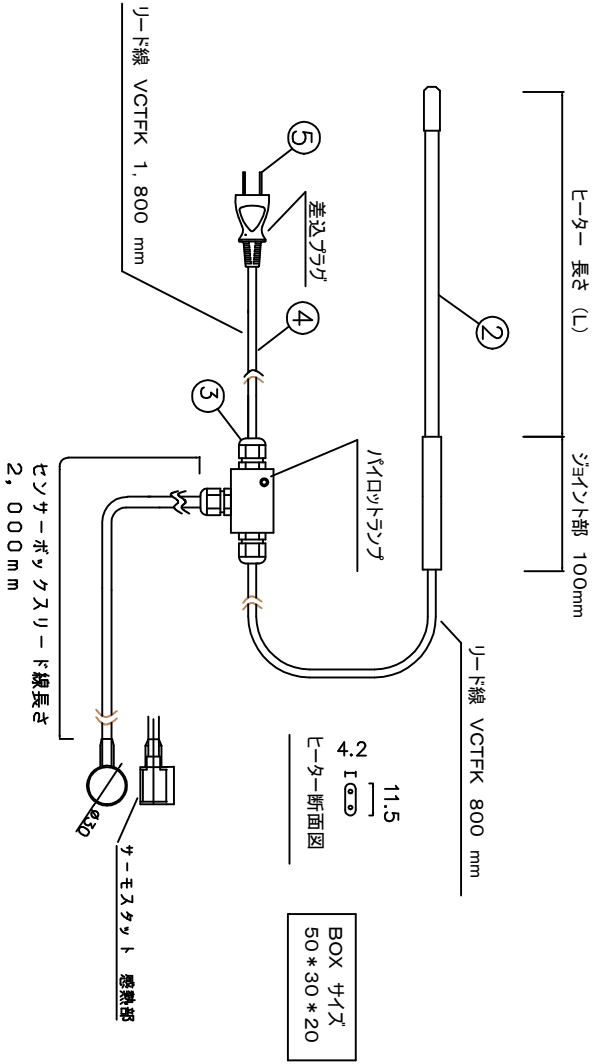 ヒーター 長さ (L)
ジョイント部 100mm
②
リード線 VCTFK 800 mm
⑤
差込プラグ
④
③
パイロットランプ
リード線 VCTFK 1,800 mm
センサーボックスリード線長さ
2,000mm
11.5
4.2
ヒーター断面図
BOX サイズ
50*30*20
ø30
サーモスタット 感熱部